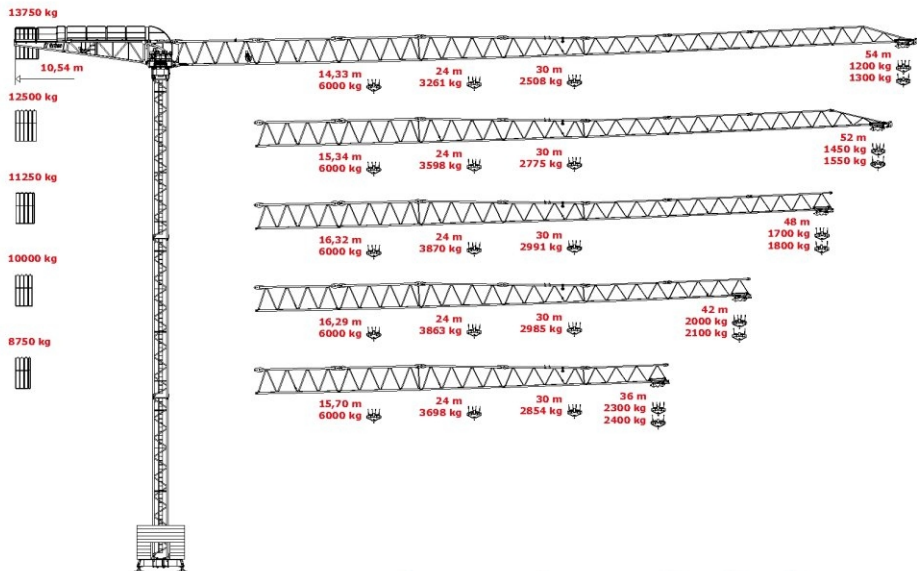 13750 kg
10,54 m
14,33 m
6000 kg
24 m
3261 kg
30 m
2508 kg
54 m
1200 kg
1300 kg
12500 kg
15,34 m
6000 kg
24 m
3598 kg
30 m
2775 kg
52 m
1450 kg
1550 kg
11250 kg
16,32 m
6000 kg
24 m
3870 kg
30 m
2991 kg
48 m
1700 kg
1800 kg
10000 kg
16,29 m
6000 kg
24 m
3863 kg
30 m
2985 kg
42 m
2000 kg
2100 kg
8750 kg
15,70 m
6000 kg
24 m
3698 kg
30 m
2854 kg
36 m
2300 kg
2400 kg